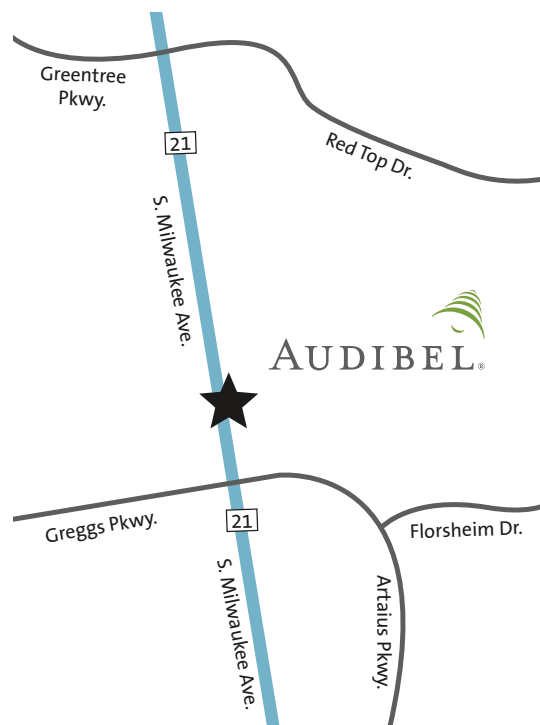 Greentree
Pkwy.
21
Red Top Dr.
S. Milwaukee Ave.
AUDIBEL®
Greggs Pkwy.
21
Florsheim Dr.
S. Milwaukee Ave.
Artaius Pkwy.